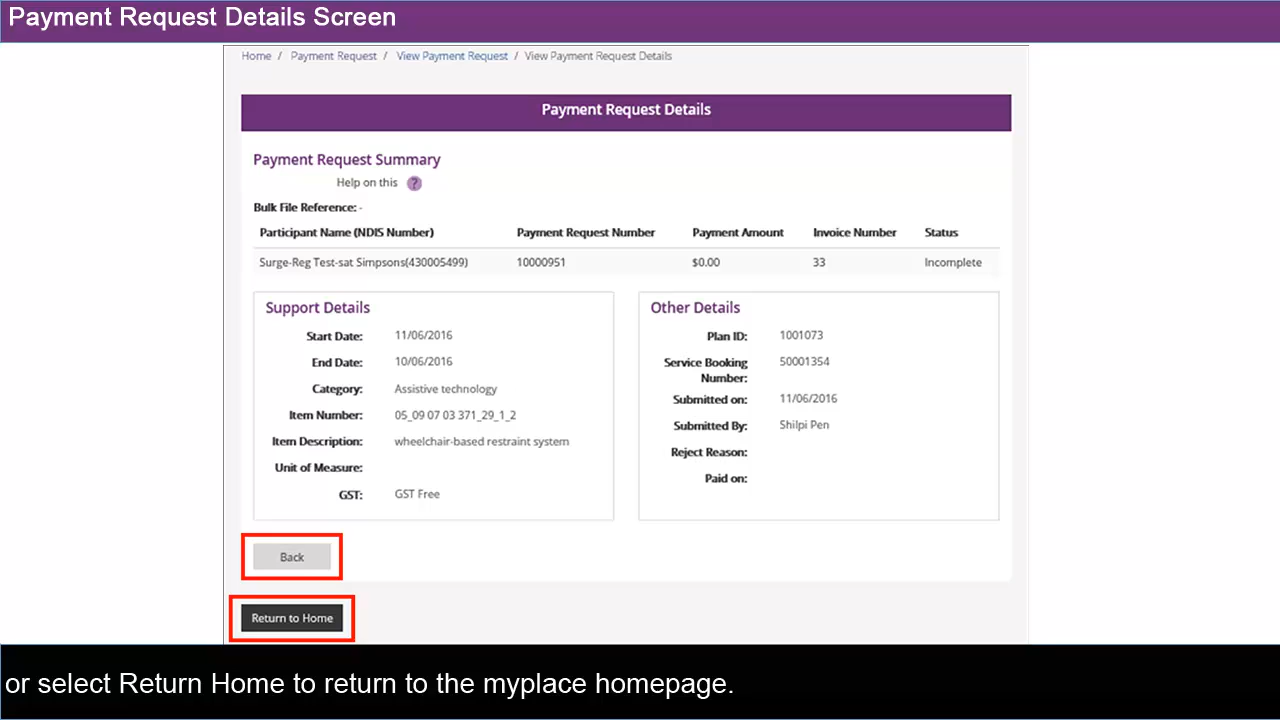 Payment Request Details Screen
Home / Payment Request / View Payment Request / View Payment Request Details
Payment Request Details
Payment Request Summary
Help on this ?
Bulk File Reference: -
Participant Name (NDIS Number) Payment Request Number Payment Amount Invoice Number Status
Surge-Reg Test-sat Simpsons(430005499) 10000951 $0.00 33 Incomplete
Support Details
Start Date: 11/06/2016
End Date: 10/06/2016
Category: Assistive technology
Item Number: 05_09 07 03 371_29_1_2
Item Description: wheelchair-based restraint system
Unit of Measure:
GST: GST Free
Other Details
Plan ID: 1001073
Service Booking 50001354
Number:
Submitted on: 11/06/2016
Submitted By: Shilpi Pen
Reject Reason:
Paid on:
Back
Return to Home
or select Return Home to return to the myplace homepage.